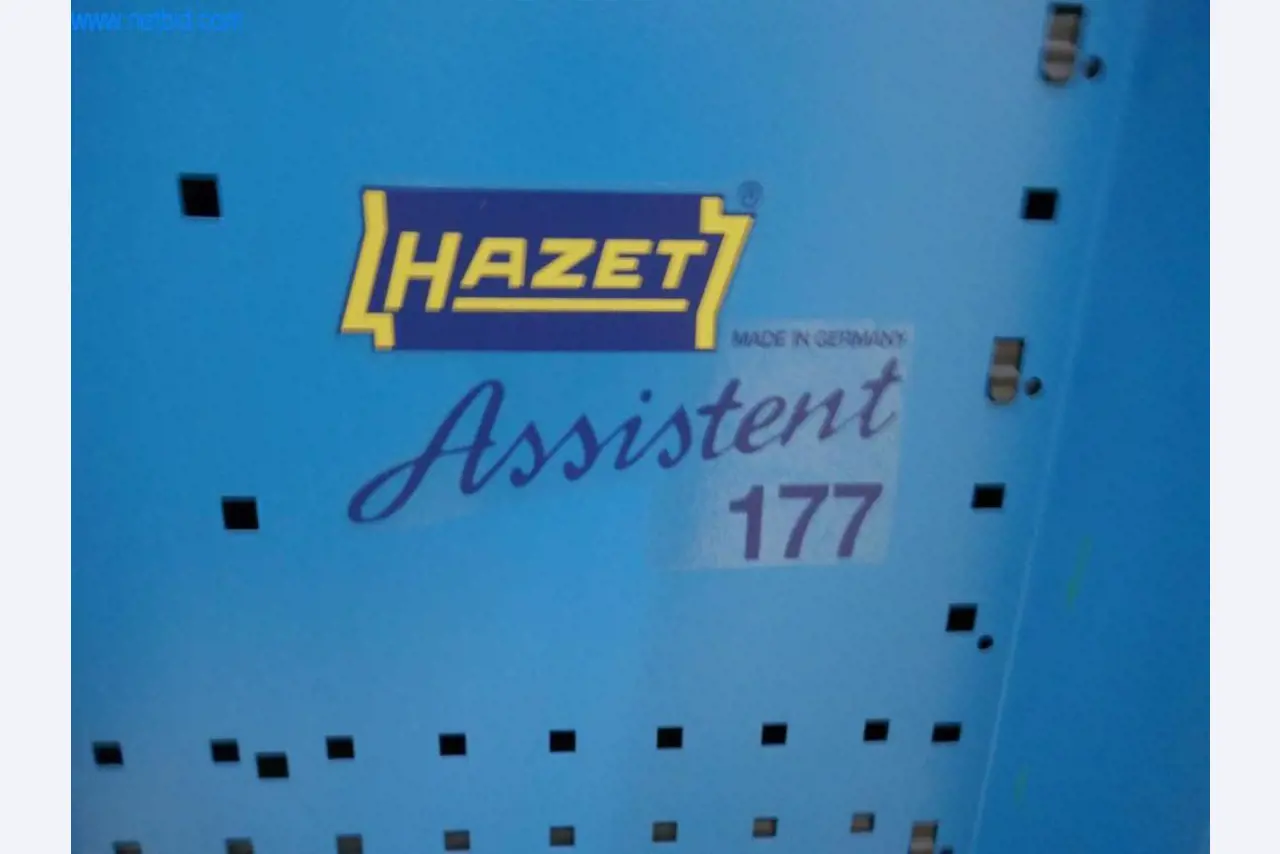 www.netbid.com
HAZET®
MADE IN GERMANY
Assistent
177